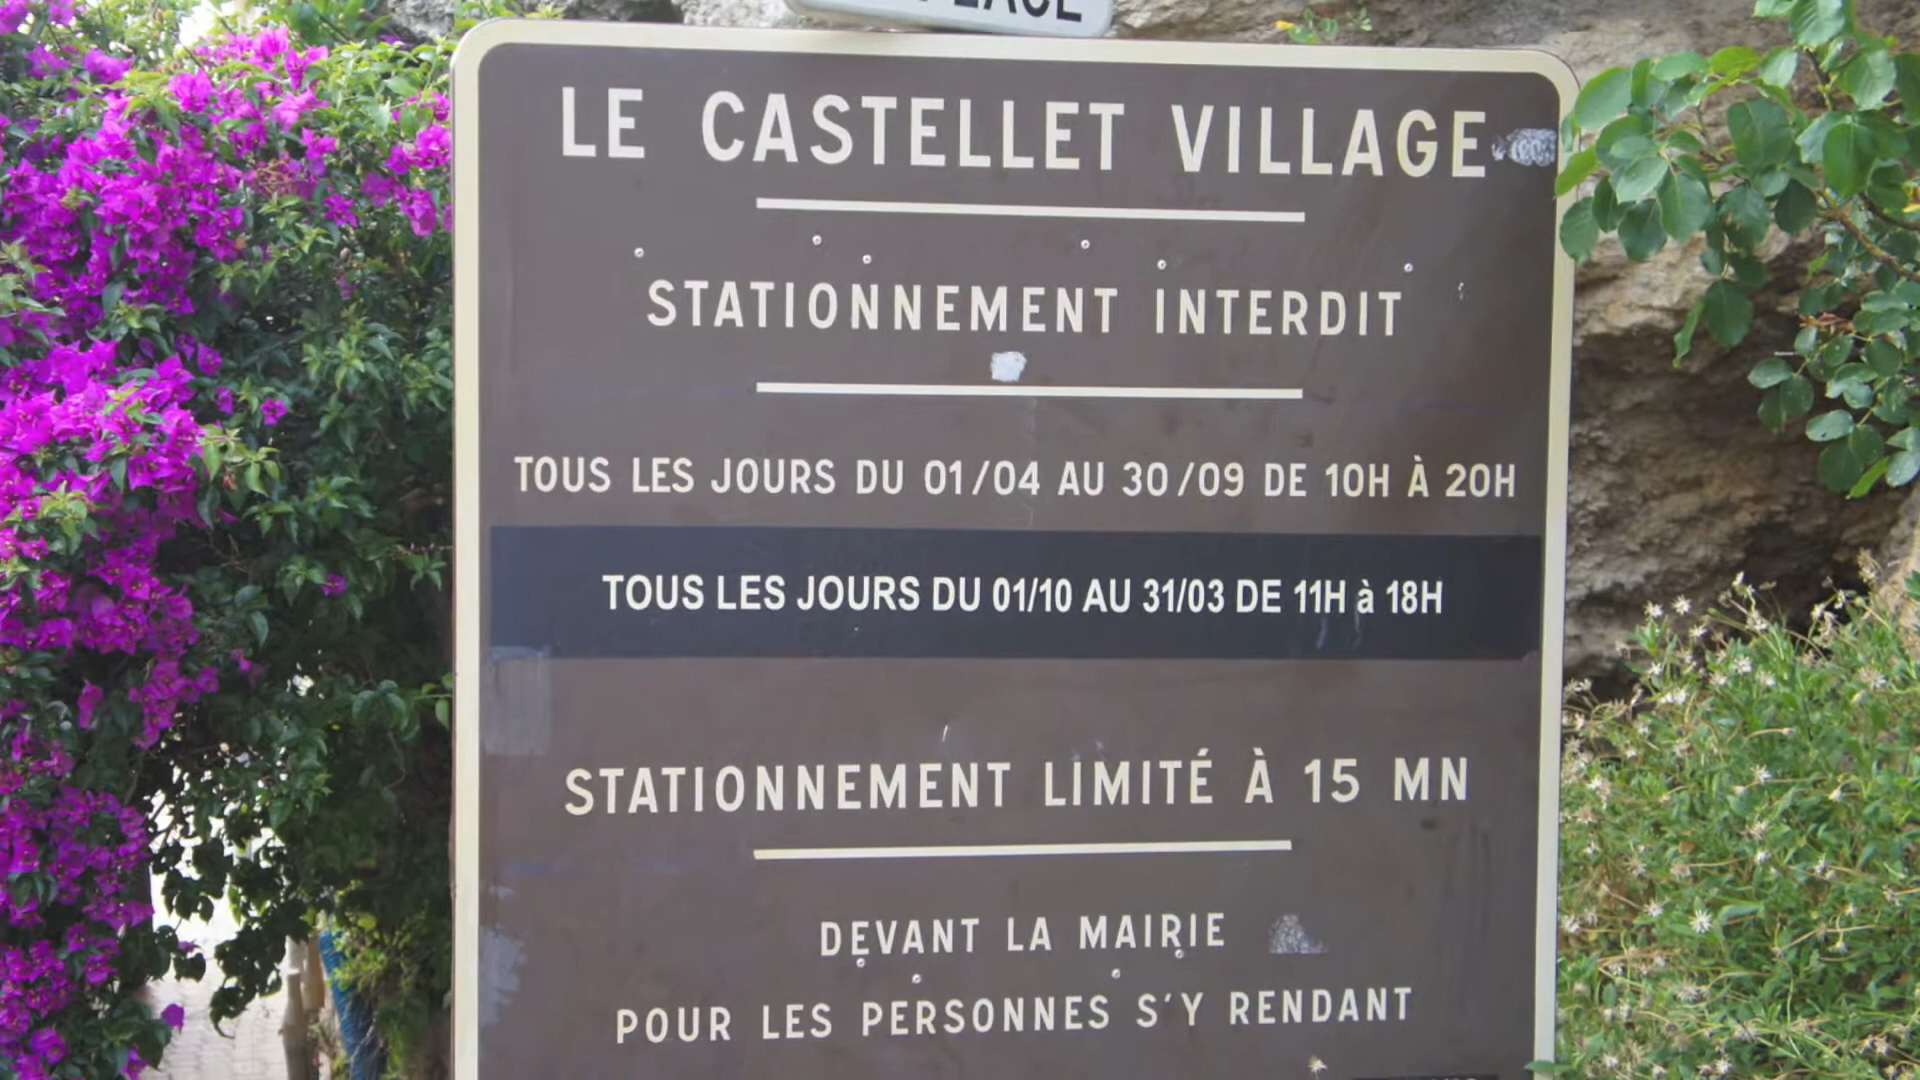 LE CASTELLET VILLAGE
STATIONNEMENT INTERDIT
TOUS LES JOURS DU 01/04 AU 30/09 DE 10H À 20H
TOUS LES JOURS DU 01/10 AU 31/03 DE 11H à 18H
STATIONNEMENT LIMITÉ À 15 MN
DEVANT LA MAIRIE
POUR LES PERSONNES S'Y RENDANT